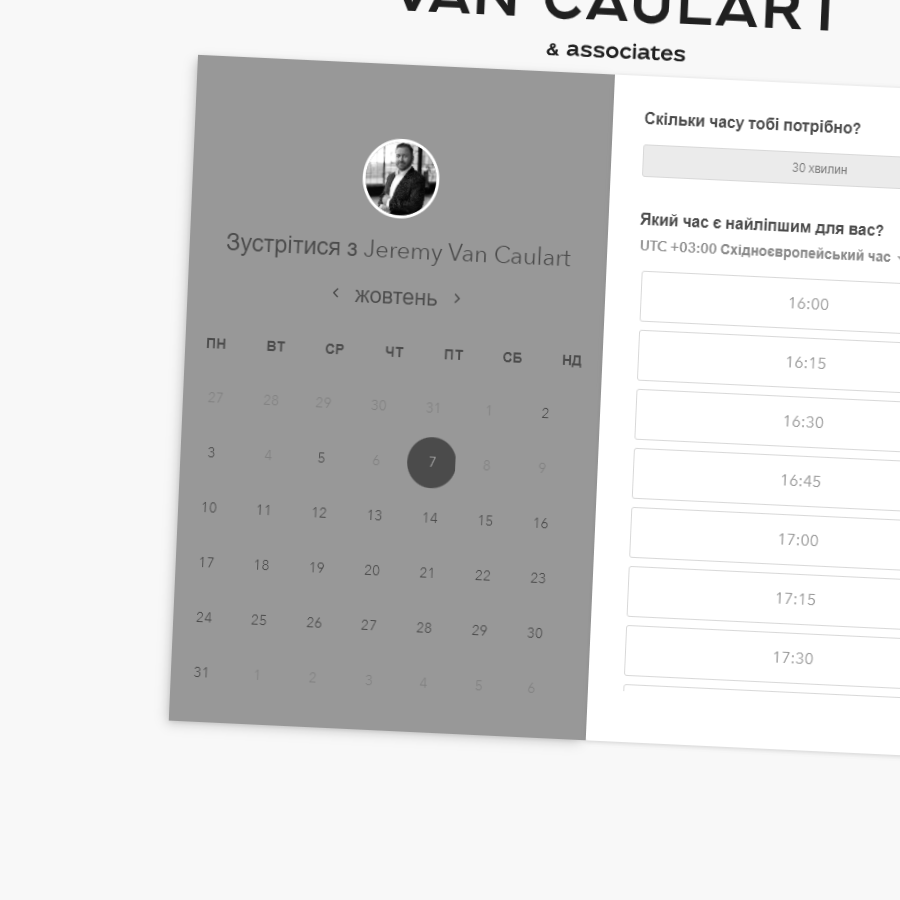 VAN CAULART
& associates
Зустрітися з Jeremy Van Caulart
жовтень
ПН ВТ СР ЧТ ПТ СБ НД
27 28 29 30 31 1 2
3 4 5 6 7 8 9
10 11 12 13 14 15 16
17 18 19 20 21 22 23
24 25 26 27 28 29 30
31 1 2 3 4 5 6
Скільки часу тобі потрібно?
30 хвилин
Який час є найліпшим для вас?
UTC +03:00 Східноєвропейський час
16:00
16:15
16:30
16:45
17:00
17:15
17:30